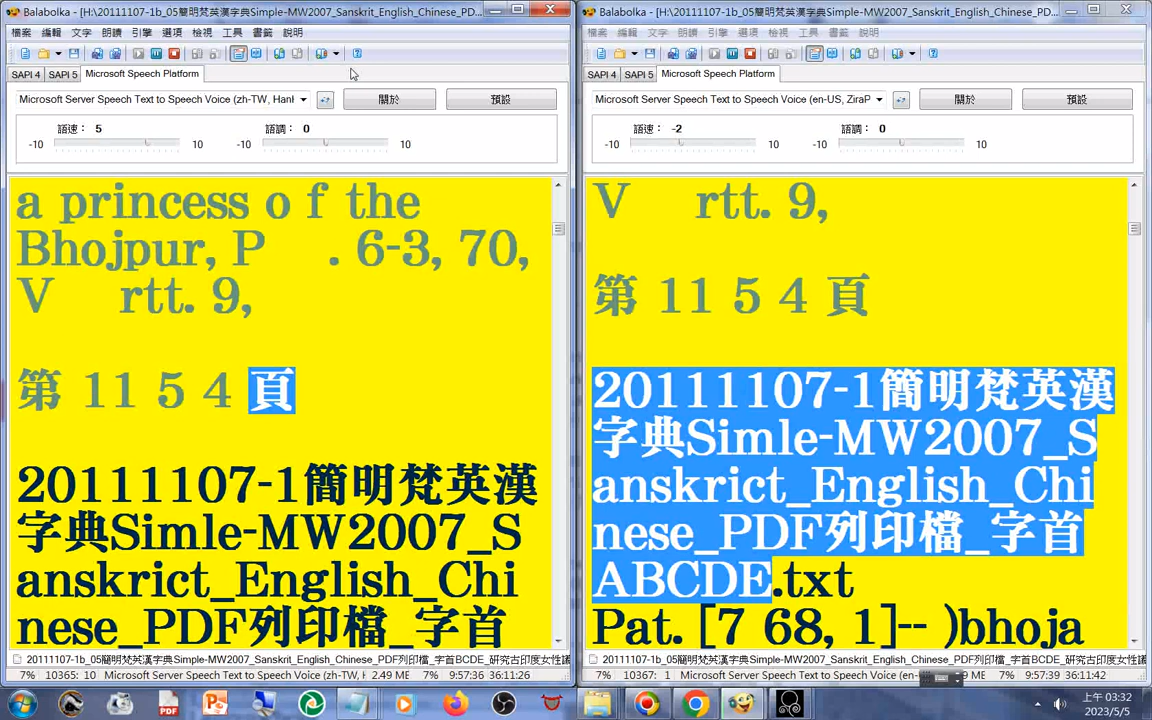 Balabolka - [H:\20111107-1b_05簡明梵英漢字典Simple-MW2007_Sanskrit_English_Chinese_PD...
檔案 編輯 文字 朗讀 引擎 選項 檢視 工具 書籤 說明
SAPI 4 SAPI 5 Microsoft Speech Platform
Microsoft Server Speech Text to Speech Voice (zh-TW, HanH 關於 預設
語速： 5 語調： 0
-10 10 -10 10
a princess o f the
Bhojpur, P . 6-3, 70,
V rtt. 9,
第 11 5 4 頁
20111107-1簡明梵英漢
字典Simle-MW2007_S
anskrict_English_Chi
nese_PDF列印檔_字首
20111107-1b_05簡明梵英漢字典Simple-MW2007_Sanskrit_English_Chinese_PDF列印檔_字首BCDE_研究古印度女性議
7% 10365: 10 Microsoft Server Speech Text to Speech Voice (zh-TW, H 2.49 ME 7% 9:57:36 36:11:26
Balabolka - [H:\20111107-1b_05簡明梵英漢字典Simple-MW2007_Sanskrit_English_Chinese_PD...
檔案 編輯 文字 朗讀 引擎 選項 檢視 工具 書籤 說明
SAPI 4 SAPI 5 Microsoft Speech Platform
Microsoft Server Speech Text to Speech Voice (en-US, ZiraP 關於 預設
語速： -2 語調： 0
-10 10 -10 10
V rtt. 9,
第 11 5 4 頁
20111107-1簡明梵英漢
字典Simle-MW2007_S
anskrict_English_Chi
nese_PDF列印檔_字首
ABCDE.txt
Pat. [7 68, 1]-- )bhoja
20111107-1b_05簡明梵英漢字典Simple-MW2007_Sanskrit_English_Chinese_PDF列印檔_字首BCDE_研究古印度女性議
7% 10367: 1 Microsoft Server Speech Text to Speech Voice (en-US ME 7% 9:57:39 36:11:42
上午 03:32
2023/5/5